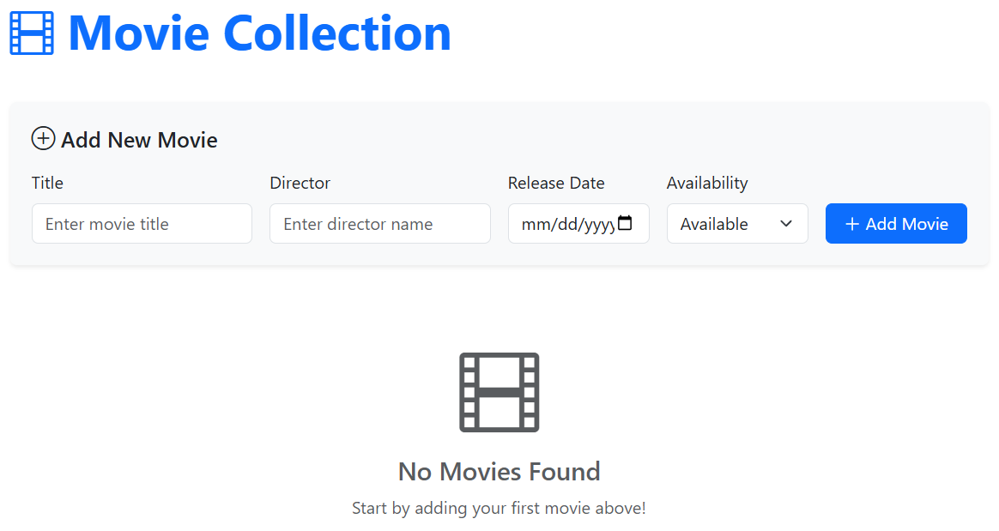 Movie Collection
Add New Movie
Title Director Release Date Availability
Enter movie title Enter director name mm/dd/yyyy Available Add Movie
No Movies Found
Start by adding your first movie above!